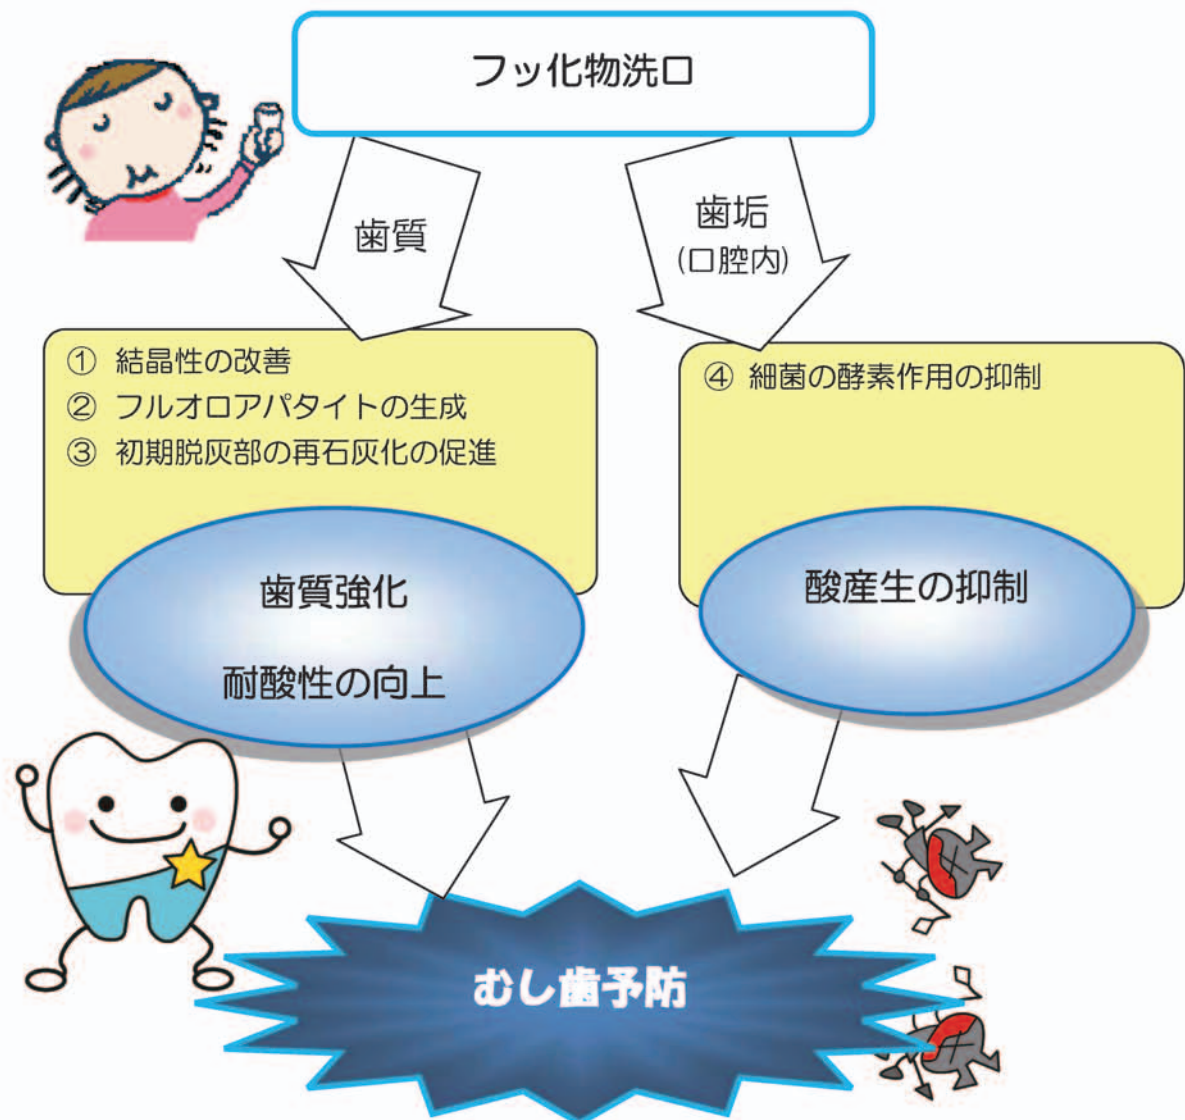 フッ化物洗口
歯質
歯垢
(口腔内)
① 結晶性の改善
② フルオロアパタイトの生成
③ 初期脱灰部の再石灰化の促進
④ 細菌の酵素作用の抑制
歯質強化
耐酸性の向上
酸産生の抑制
むし歯予防